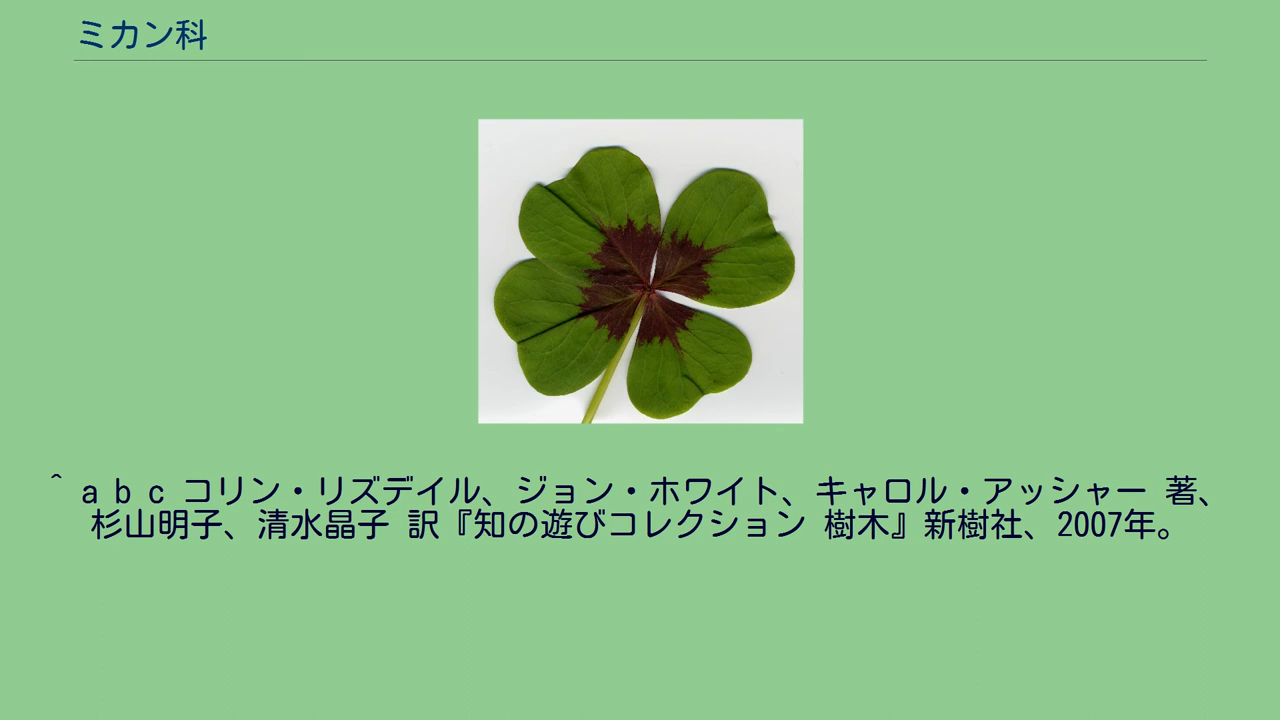 ミカン科
^ a b c コリン・リズデイル、ジョン・ホワイト、キャロル・アッシャー 著、
杉山明子、清水晶子 訳『知の遊びコレクション 樹木』新樹社、2007年。